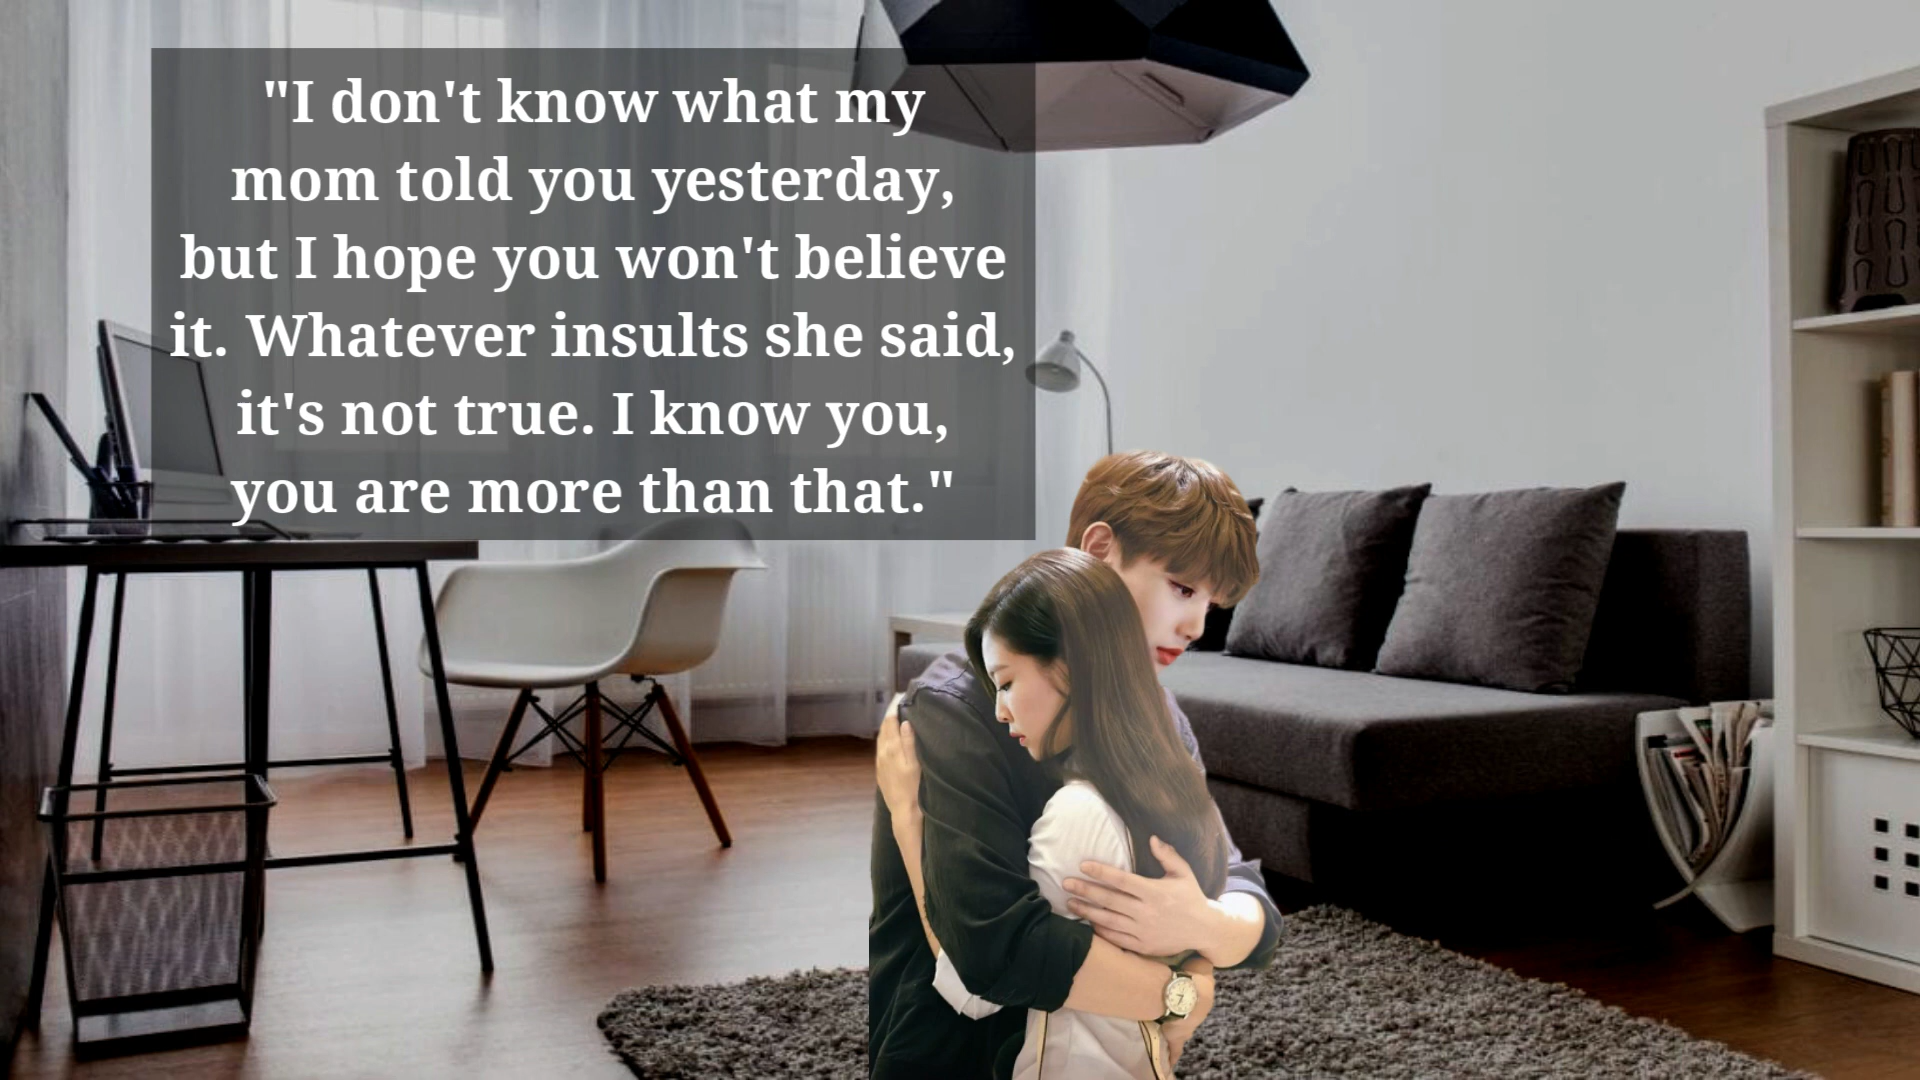 "I don't know what my
mom told you yesterday,
but I hope you won't believe
it. Whatever insults she said,
it's not true. I know you,
you are more than that."